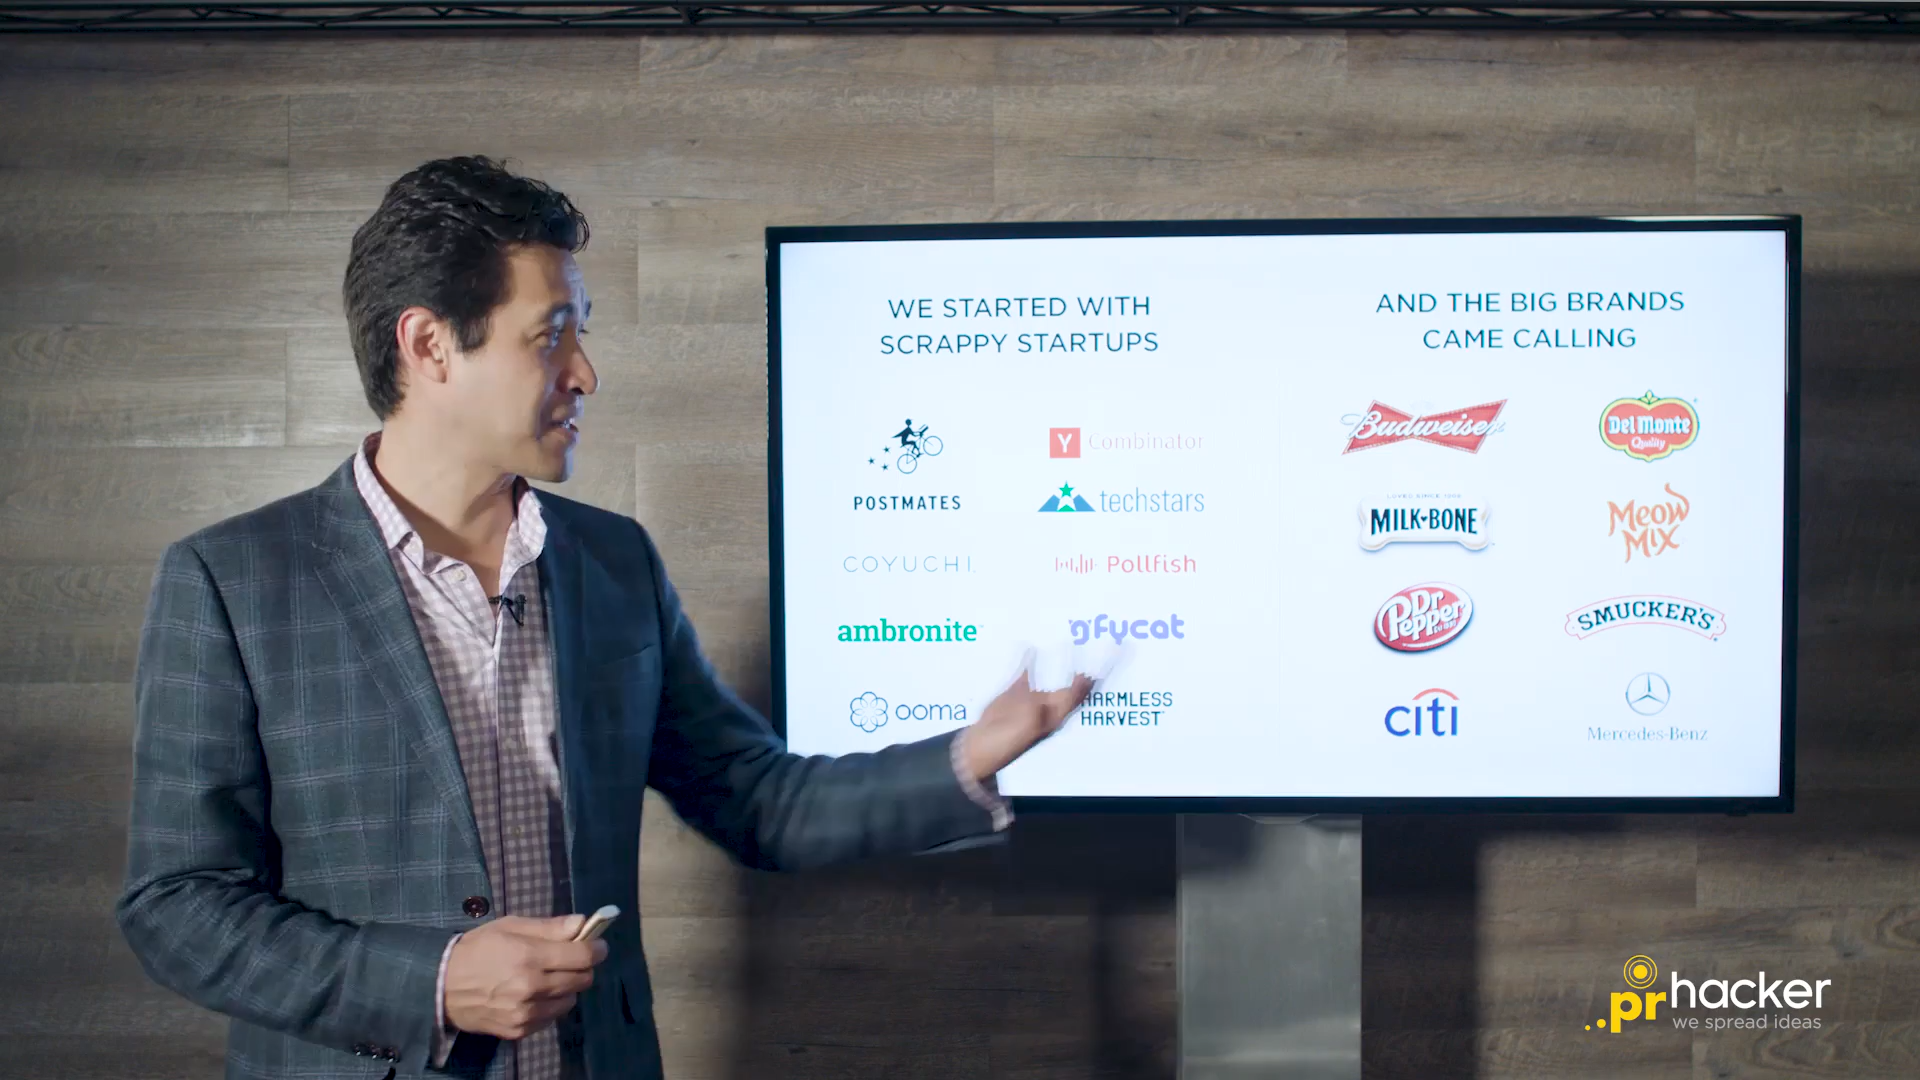 WE STARTED WITH
SCRAPPY STARTUPS
POSTMATES
Y Combinator
techstars
COYUCHI
Pollfish
ambronite
gfycat
ooma
HARMLESS
HARVEST
AND THE BIG BRANDS
CAME CALLING
Budweiser
Del Monte
Quality
MILK-BONE
Meow
Mix
Dr
Pepper
SMUCKER'S
citi
Mercedes-Benz
..prhacker
we spread ideas